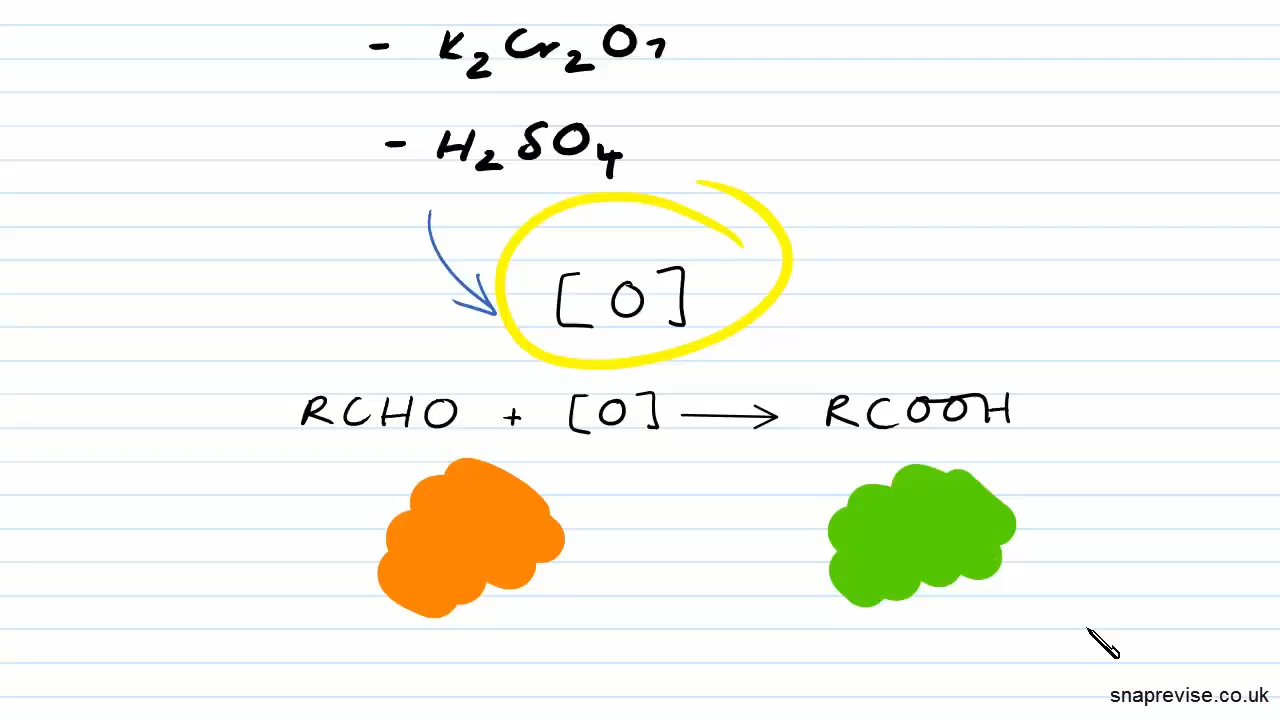 - K₂Cr₂O₇
- H₂SO₄
[O]
RCHO + [O] → RCOOH
snaprevise.co.uk